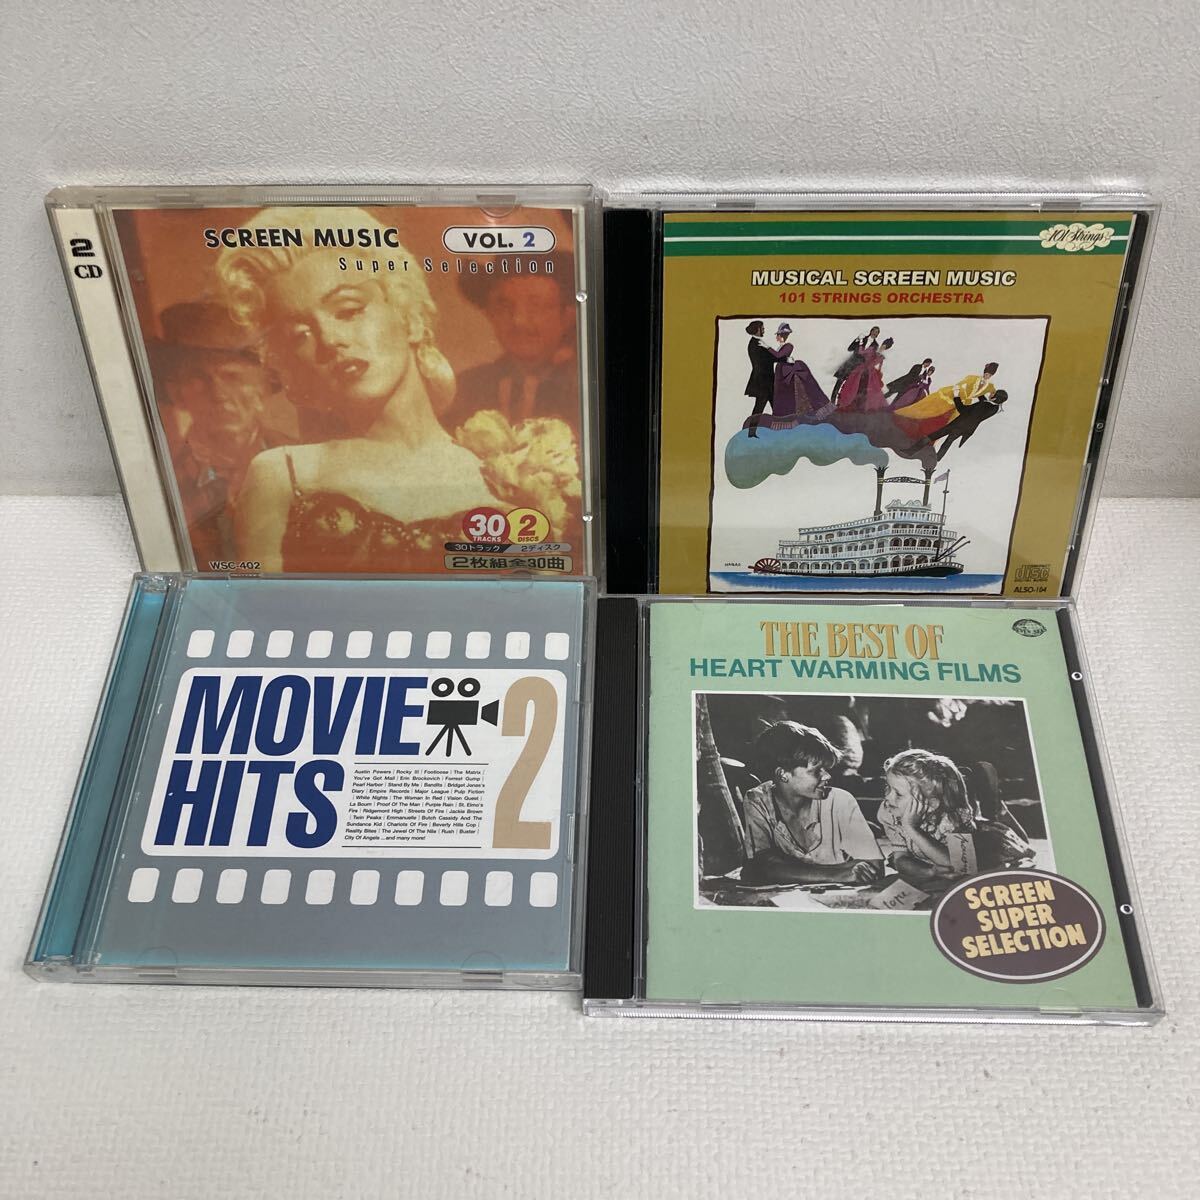 2
CD
SCREEN MUSIC
VOL. 2
Super Selection
30
TRACKS
2
DISCS
30トラック
2ディスク
WSC-402
2枚組全30曲
101 Strings
MUSICAL SCREEN MUSIC
101 STRINGS ORCHESTRA
COMPACT
disc
DIGITAL AUDIO
ALSO-164
MOVIE
HITS
2
Austin Powers | Rocky III | Footloose | The Matrix
You've Got Mail | Erin Brockovich | Forrest Gump
Pearl Harbor | Stand By Me | Bandits | Bridget Jones's
Diary | Empire Records | Major League | Pulp Fiction
| White Nights | The Woman In Red | Vision Quest |
La Boum | Proof Of The Man | Purple Rain | St. Elmo's
Fire | Ridgemont High | Streets Of Fire | Jackie Brown
| Twin Peaks | Emmanuelle | Butch Cassidy And The
Sundance Kid | Chariots Of Fire | Beverly Hills Cop |
Reality Bites | The Jewel Of The Nile | Rush | Buster |
City Of Angels ...and many more!
THE BEST OF
HEART WARMING FILMS
SEVEN SEAS
SCREEN
SUPER
SELECTION